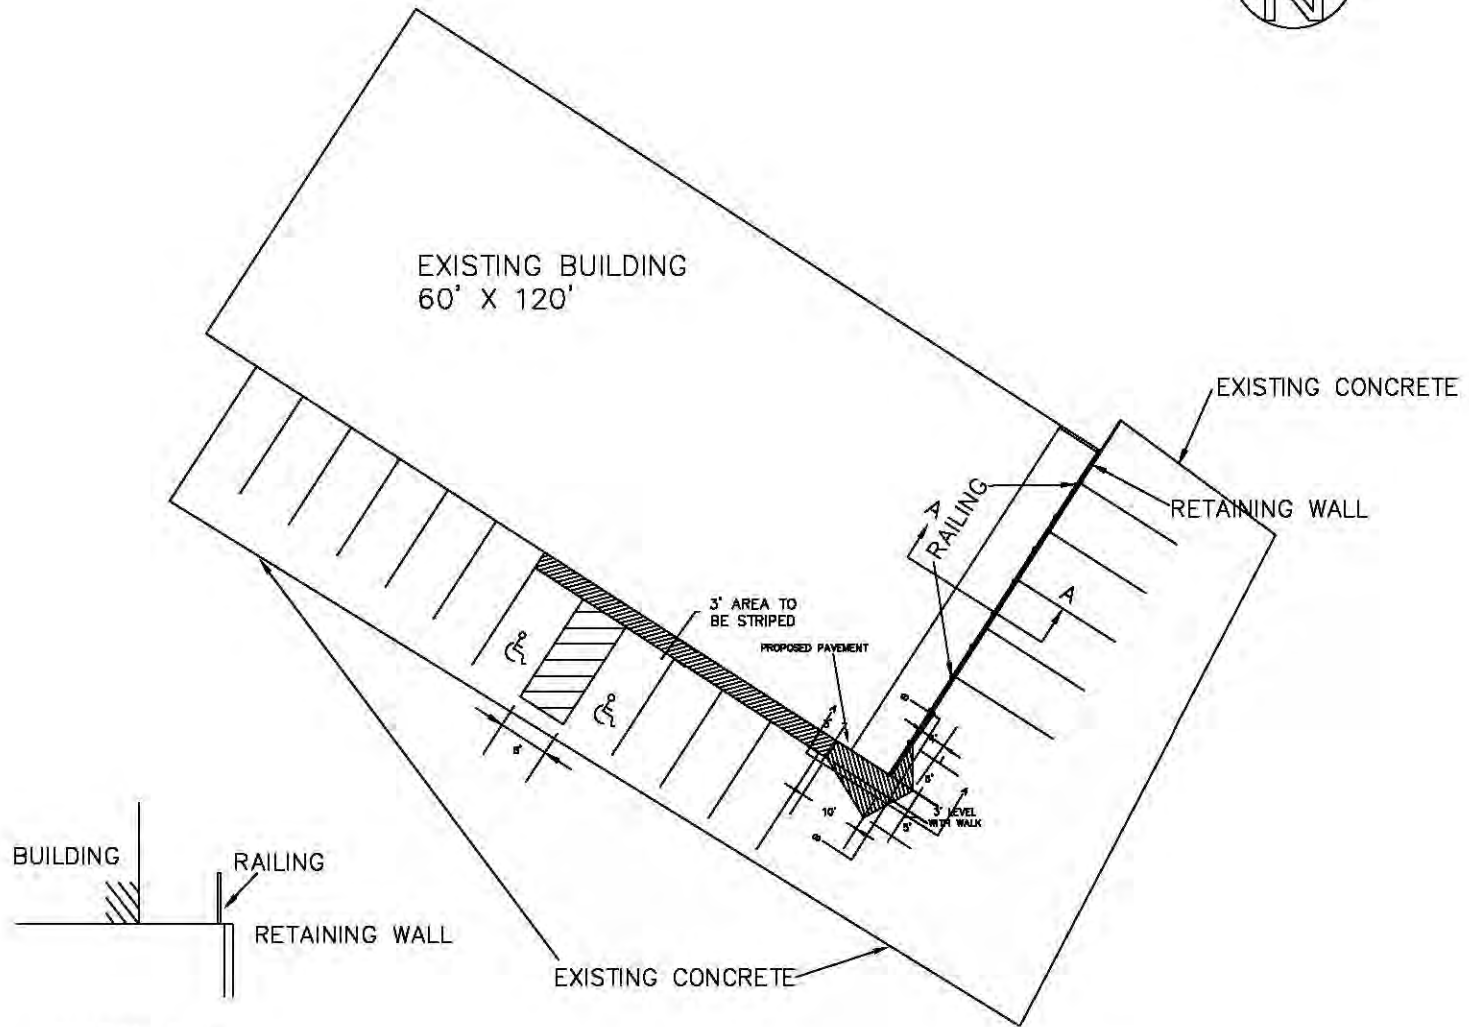 N
EXISTING BUILDING
60' X 120'
EXISTING CONCRETE
RETAINING WALL
A
RAILING
A
3' AREA TO
BE STRIPED
PROPOSED PAVEMENT
10'
5'
3' LEVEL
WITH WALK
BUILDING
RAILING
RETAINING WALL
EXISTING CONCRETE